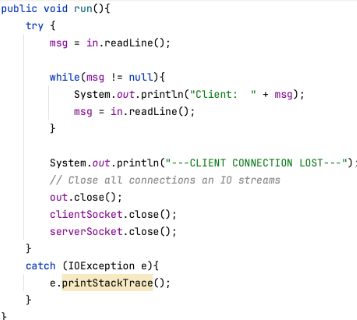 public void run(){
    try {
        msg = in.readLine();

        while(msg != null){
            System.out.println("Client:  " + msg);
            msg = in.readLine();
        }

        System.out.println("---CLIENT CONNECTION LOST---");
        // Close all connections an IO streams
        out.close();
        clientSocket.close();
        serverSocket.close();
    }
    catch (IOException e){
        e.printStackTrace();
    }
}